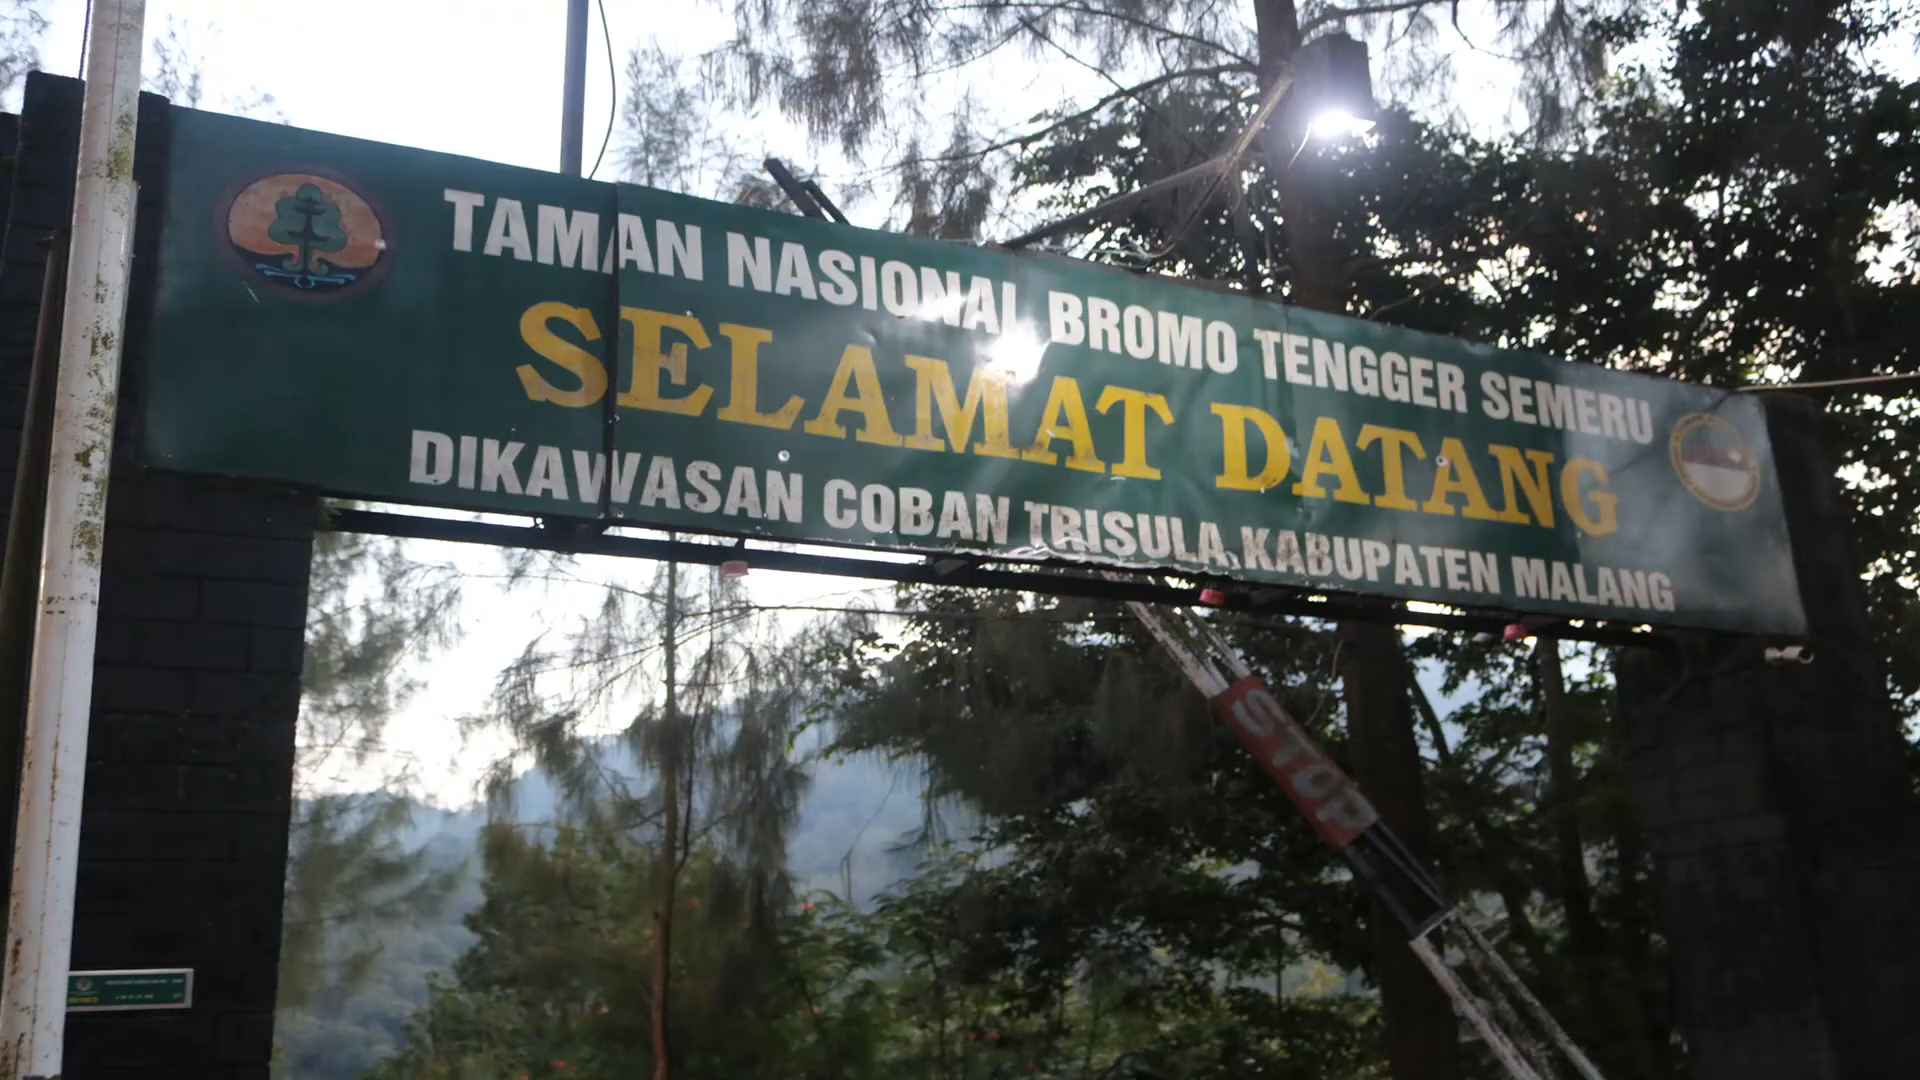 TAMAN NASIONAL BROMO TENGGER SEMERU
SELAMAT DATANG
DIKAWASAN COBAN TRISULA, KABUPATEN MALANG
STOP